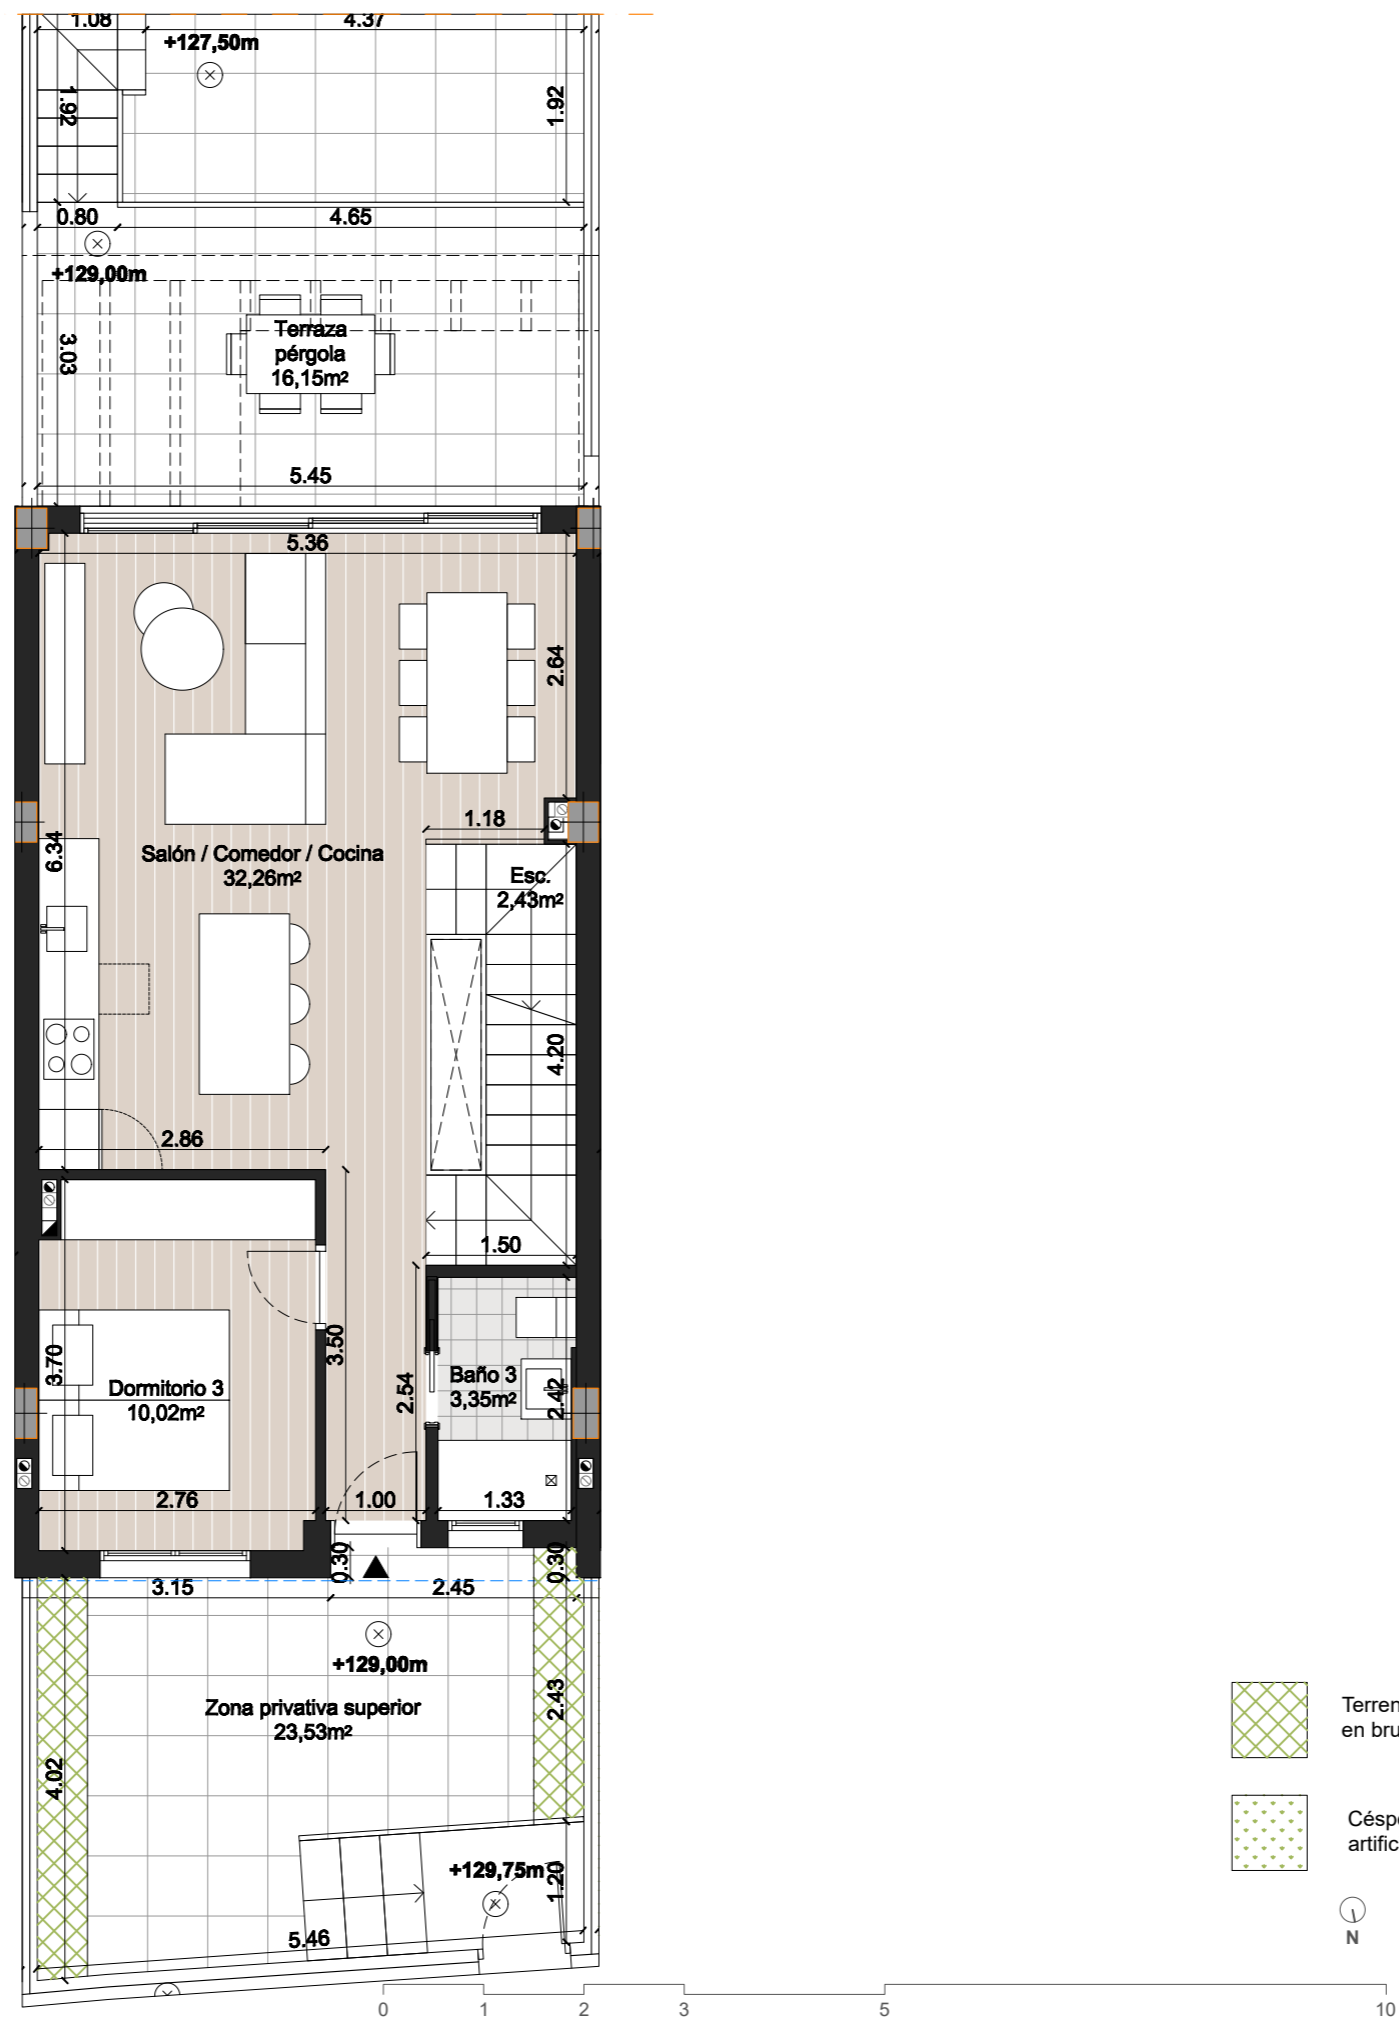 1.08
4.37
+127,50m
1.92
1.92
0.80
4.65
+129,00m
3.03
Terraza
pérgola
16,15m²
5.45
5.36
2.64
1.18
6.34
Salón / Comedor / Cocina
32,26m²
Esc.
2,43m²
4.20
2.86
1.50
3.50
3.70
2.54
Dormitorio 3
10,02m²
Baño 3
3,35m²
2.42
2.76
1.00
1.33
0.30
0.30
3.15
2.45
+129,00m
Zona privativa superior
23,53m²
2.43
4.02
+129,75m
1.20
5.46
Terren
en bru
Césp
artific
N
0 1 2 3 5 10